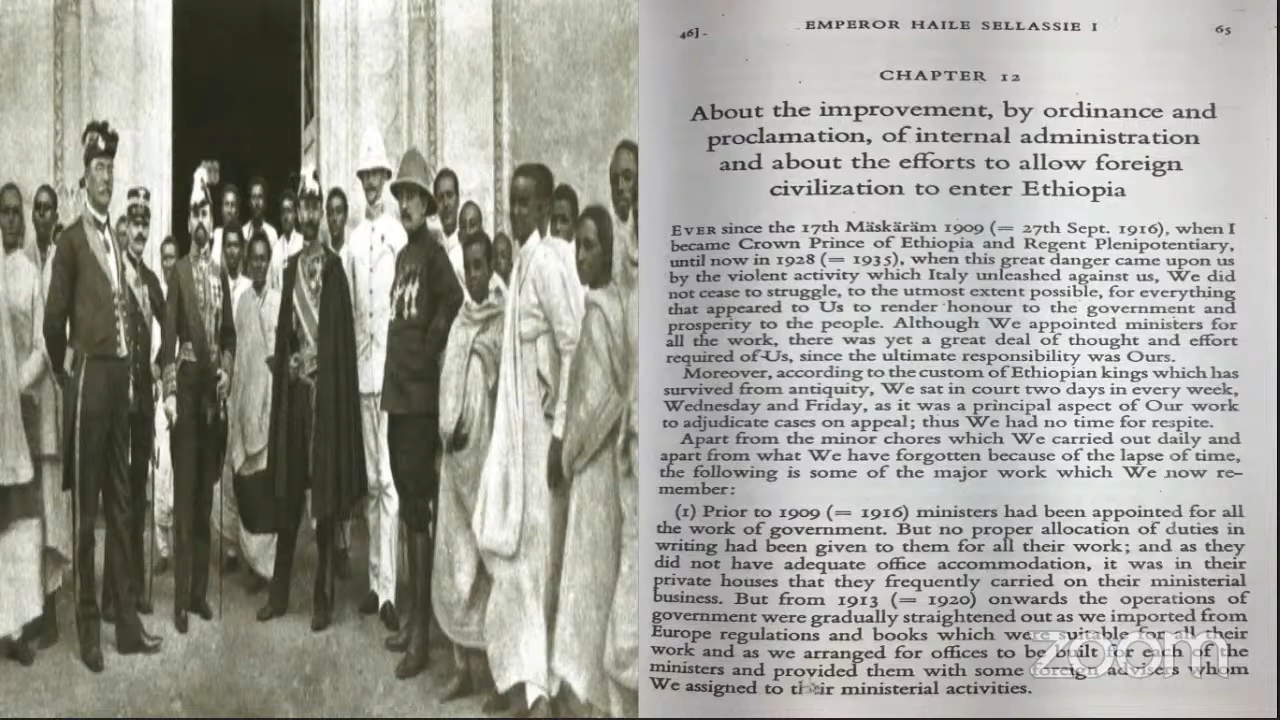 46].
EMPEROR HAILE SELLASSIE I
65
CHAPTER 12
About the improvement, by ordinance and
proclamation, of internal administration
and about the efforts to allow foreign
civilization to enter Ethiopia
EVER since the 17th Mäskäräm 1909 (= 27th Sept. 1916), when I
became Crown Prince of Ethiopia and Regent Plenipotentiary,
until now in 1928 (= 1935), when this great danger came upon us
by the violent activity which Italy unleashed against us, We did
not cease to struggle, to the utmost extent possible, for everything
that appeared to Us to render honour to the government and
prosperity to the people. Although We appointed ministers for
all the work, there was yet a great deal of thought and effort
required of Us, since the ultimate responsibility was Ours.
Moreover, according to the custom of Ethiopian kings which has
survived from antiquity, We sat in court two days in every week,
Wednesday and Friday, as it was a principal aspect of Our work
to adjudicate cases on appeal; thus We had no time for respite.
Apart from the minor chores which We carried out daily and
apart from what We have forgotten because of the lapse of time,
the following is some of the major work which We now re-
member:
(1) Prior to 1909 (= 1916) ministers had been appointed for all
the work of government. But no proper allocation of duties in
writing had been given to them for all their work; and as they
did not have adequate office accommodation, it was in their
private houses that they frequently carried on their ministerial
business. But from 1913 (= 1920) onwards the operations of
government were gradually straightened out as we imported from
Europe regulations and books which were suitable for all their
work and as we arranged for offices to be built for each of the
ministers and provided them with some foreign advisers whom
We assigned to their ministerial activities.
zoom